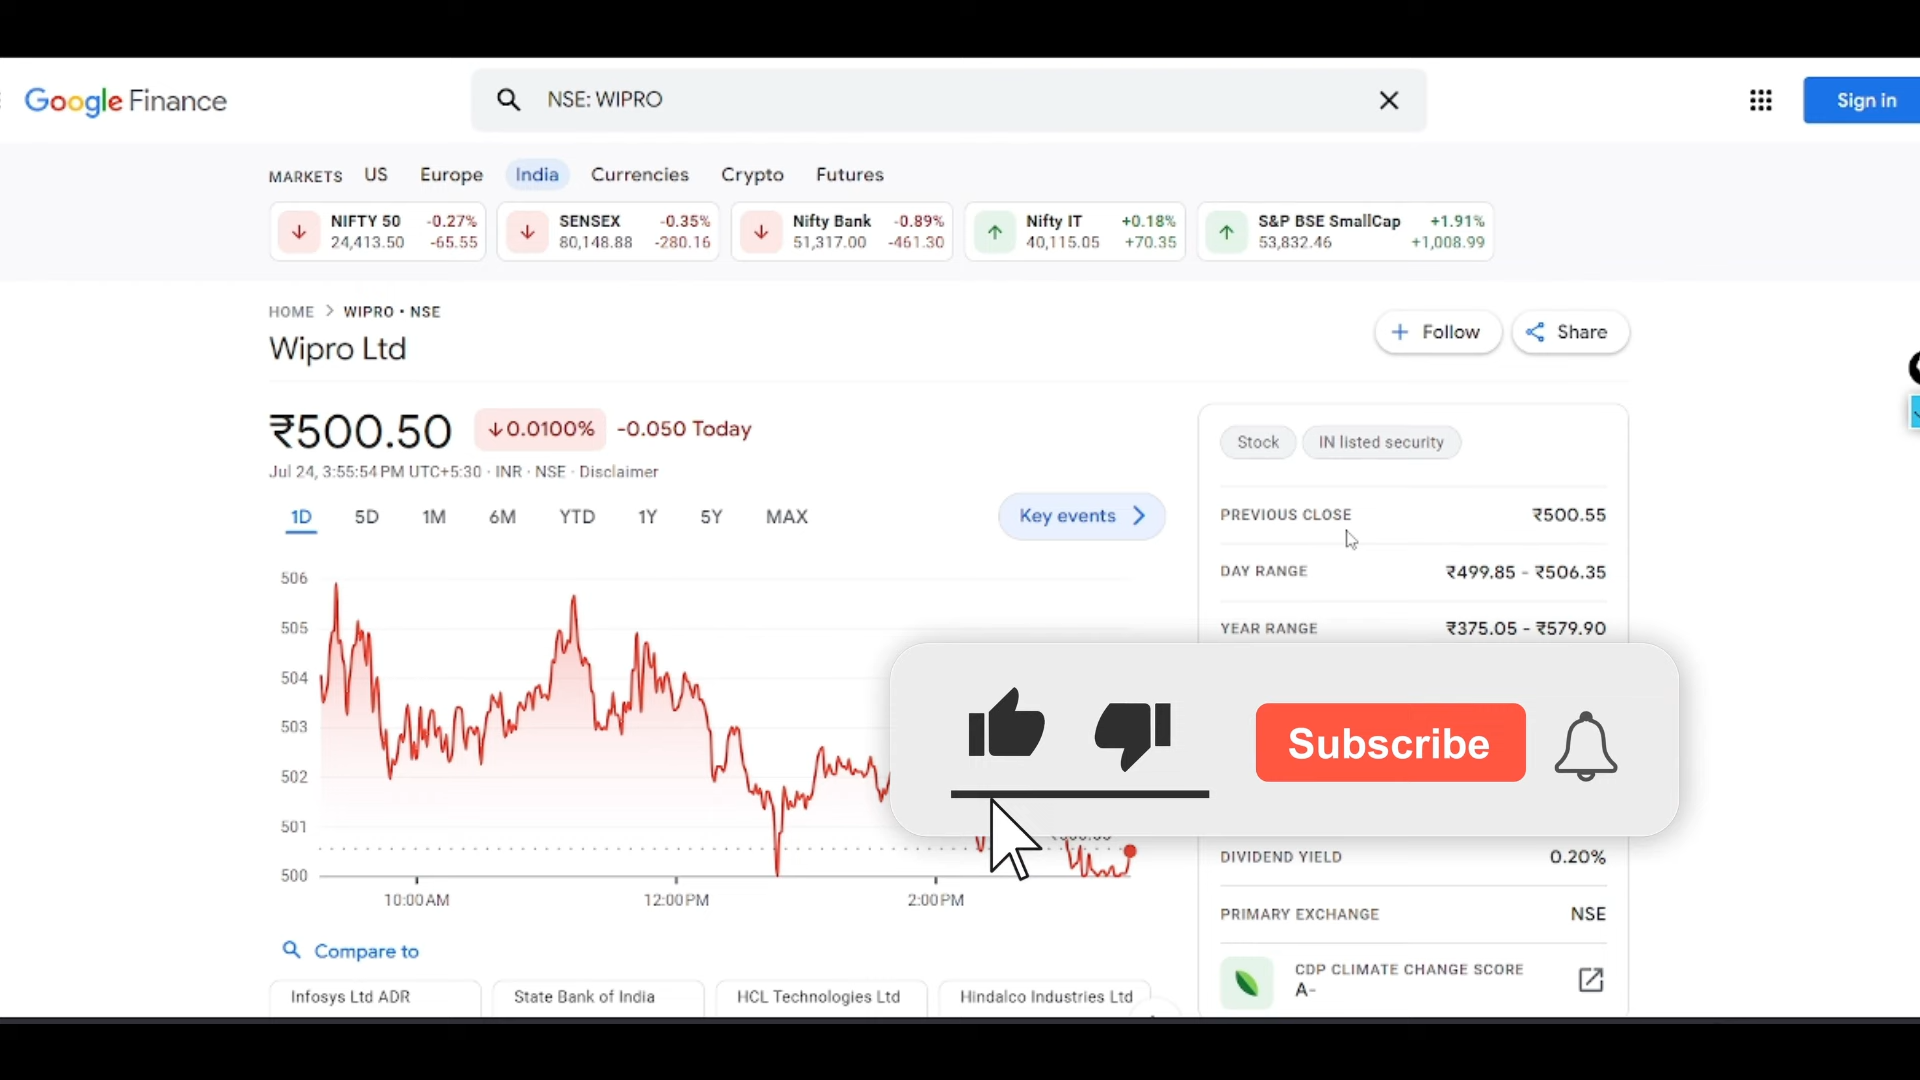 Google Finance
NSE: WIPRO
Sign in
MARKETS US Europe India Currencies Crypto Futures
NIFTY 50 -0.27%
24,413.50 -65.55
SENSEX -0.35%
80,148.88 -280.16
Nifty Bank -0.89%
51,317.00 -461.30
Nifty IT +0.18%
40,115.05 +70.35
S&P BSE SmallCap +1.91%
53,832.46 +1,008.99
HOME > WIPRO • NSE
Wipro Ltd
Follow
Share
₹500.50 ↓0.0100% -0.050 Today
Jul 24, 3:55:54 PM UTC+5:30 · INR · NSE · Disclaimer
1D 5D 1M 6M YTD 1Y 5Y MAX
Key events
506
505
504
503
502
501
500
10:00 AM 12:00 PM 2:00 PM
Stock IN listed security
PREVIOUS CLOSE ₹500.55
DAY RANGE ₹499.85 - ₹506.35
YEAR RANGE ₹375.05 - ₹579.90
Subscribe
DIVIDEND YIELD 0.20%
PRIMARY EXCHANGE NSE
CDP CLIMATE CHANGE SCORE
A-
Compare to
Infosys Ltd ADR
State Bank of India
HCL Technologies Ltd
Hindalco Industries Ltd